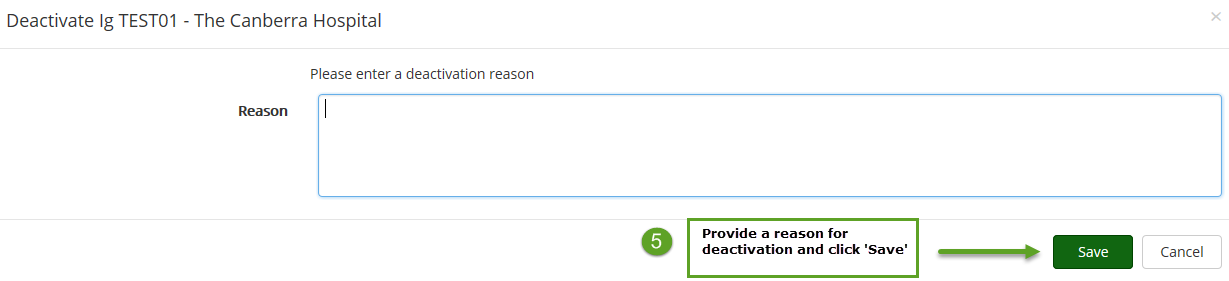 Deactivate Ig TEST01 - The Canberra Hospital
×
Please enter a deactivation reason
Reason
5
Provide a reason for
deactivation and click 'Save'
Save
Cancel